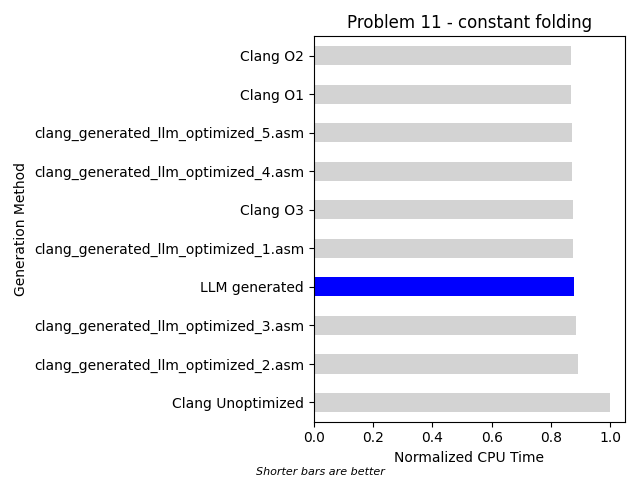 Problem 11 - constant folding
Generation Method
Clang O2
Clang O1
clang_generated_llm_optimized_5.asm
clang_generated_llm_optimized_4.asm
Clang O3
clang_generated_llm_optimized_1.asm
LLM generated
clang_generated_llm_optimized_3.asm
clang_generated_llm_optimized_2.asm
Clang Unoptimized
0.0 0.2 0.4 0.6 0.8 1.0
Normalized CPU Time
Shorter bars are better